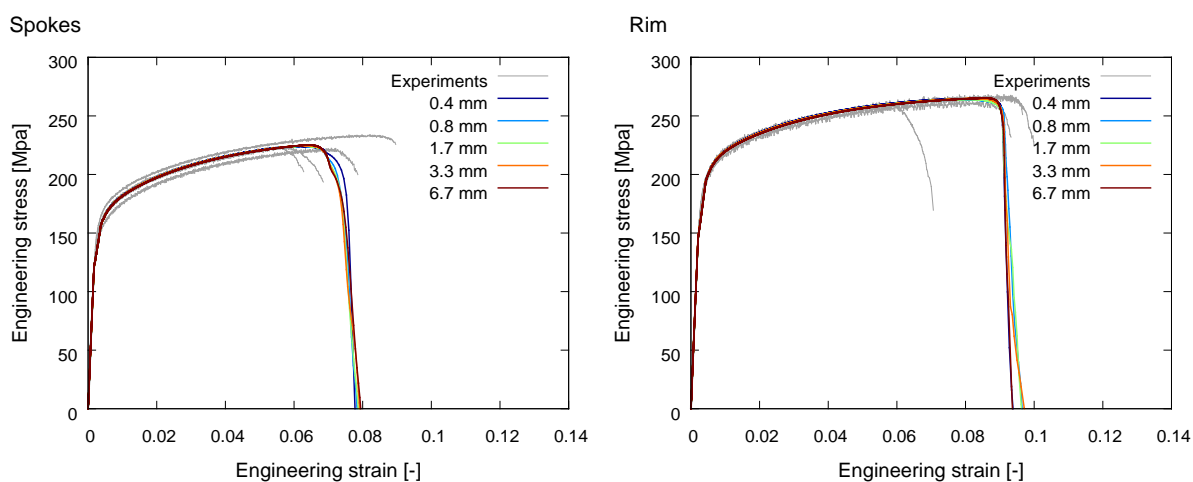 Spokes
Engineering stress [Mpa]
300
250
200
150
100
50
0
Experiments
0.4 mm
0.8 mm
1.7 mm
3.3 mm
6.7 mm
0 0.02 0.04 0.06 0.08 0.1 0.12 0.14
Engineering strain [-]
Rim
Engineering stress [Mpa]
300
250
200
150
100
50
0
Experiments
0.4 mm
0.8 mm
1.7 mm
3.3 mm
6.7 mm
0 0.02 0.04 0.06 0.08 0.1 0.12 0.14
Engineering strain [-]